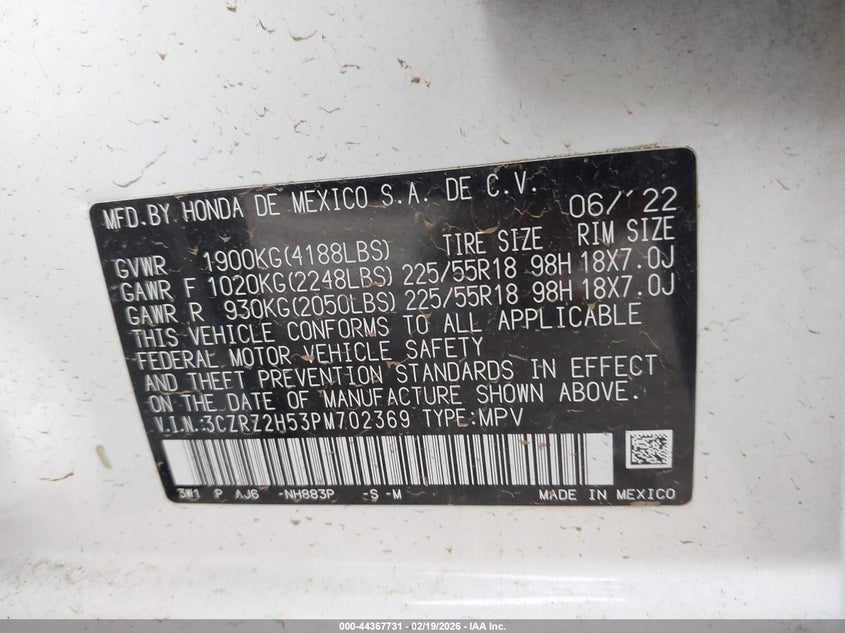 MFD.BY HONDA DE MEXICO S.A. DE C.V. 06/'22
TIRE SIZE RIM SIZE
GVWR 1900KG(4188LBS)
GAWR F 1020KG(2248LBS) 225/55R18 98H 18X7.0J
GAWR R 930KG(2050LBS) 225/55R18 98H 18X7.0J
THIS VEHICLE CONFORMS TO ALL APPLICABLE
FEDERAL MOTOR VEHICLE SAFETY
AND THEFT PREVENTION STANDARDS IN EFFECT
ON THE DATE OF MANUFACTURE SHOWN ABOVE.
V.I.N.:3CZRZ2H53PM702369 TYPE:MPV
3W1 P AJ6 -NH883P -S -M MADE IN MEXICO
000-44367731 - 02/19/2026 - IAA Inc.